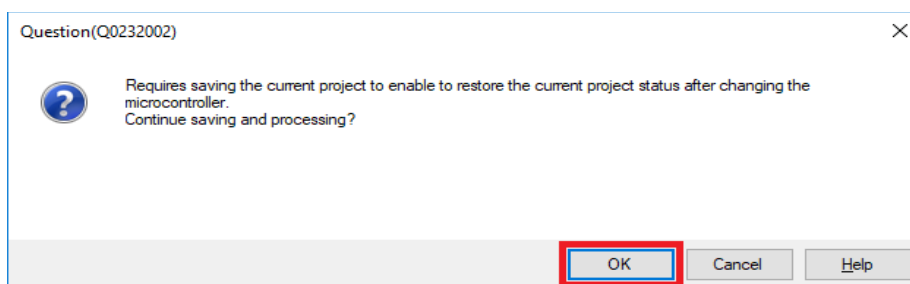 Question(Q0232002)
Requires saving the current project to enable to restore the current project status after changing the
microcontroller.
Continue saving and processing?
OK
Cancel
Help